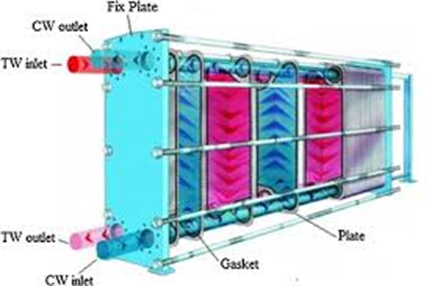 Fix Plate
CW outlet
TW inlet
TW outlet
CW inlet
Gasket
Plate